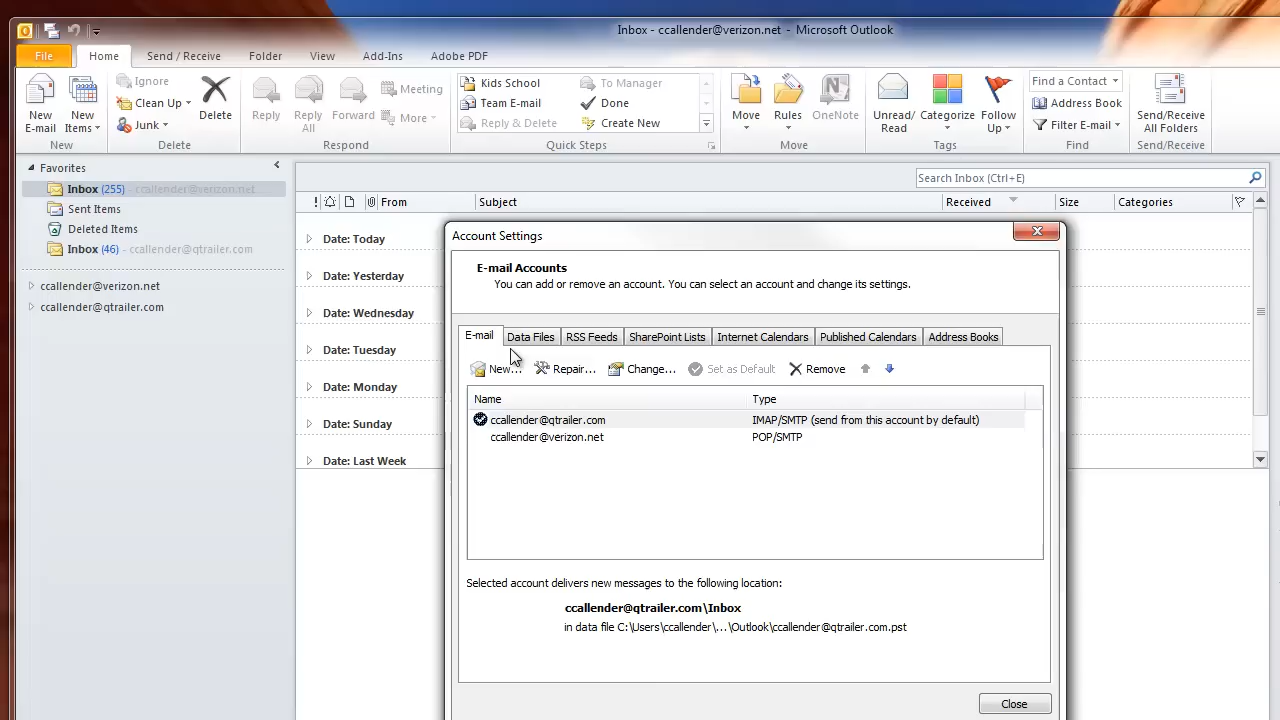 Inbox - ccallender@verizon.net - Microsoft Outlook
File Home Send / Receive Folder View Add-Ins Adobe PDF
New E-mail
New Items
New
Ignore
Clean Up
Junk
Delete
Delete
Reply
Reply All
Forward
Meeting
More
Respond
Kids School
Team E-mail
Reply & Delete
To Manager
Done
Create New
Quick Steps
Move
Rules
OneNote
Move
Unread/ Read
Categorize
Follow Up
Tags
Find a Contact
Address Book
Filter E-mail
Find
Send/Receive All Folders
Send/Receive
Favorites
Inbox (255) - ccallender@verizon.net
Sent Items
Deleted Items
Inbox (46) - ccallender@qtrailer.com
ccallender@verizon.net
ccallender@qtrailer.com
Search Inbox (Ctrl+E)
! From Subject Received Size Categories
Date: Today
Date: Yesterday
Date: Wednesday
Date: Tuesday
Date: Monday
Date: Sunday
Date: Last Week
Account Settings
E-mail Accounts
You can add or remove an account. You can select an account and change its settings.
E-mail Data Files RSS Feeds SharePoint Lists Internet Calendars Published Calendars Address Books
New... Repair... Change... Set as Default Remove
Name Type
ccallender@qtrailer.com IMAP/SMTP (send from this account by default)
ccallender@verizon.net POP/SMTP
Selected account delivers new messages to the following location:
ccallender@qtrailer.com\Inbox
in data file C:\Users\ccallender\...\Outlook\ccallender@qtrailer.com.pst
Close